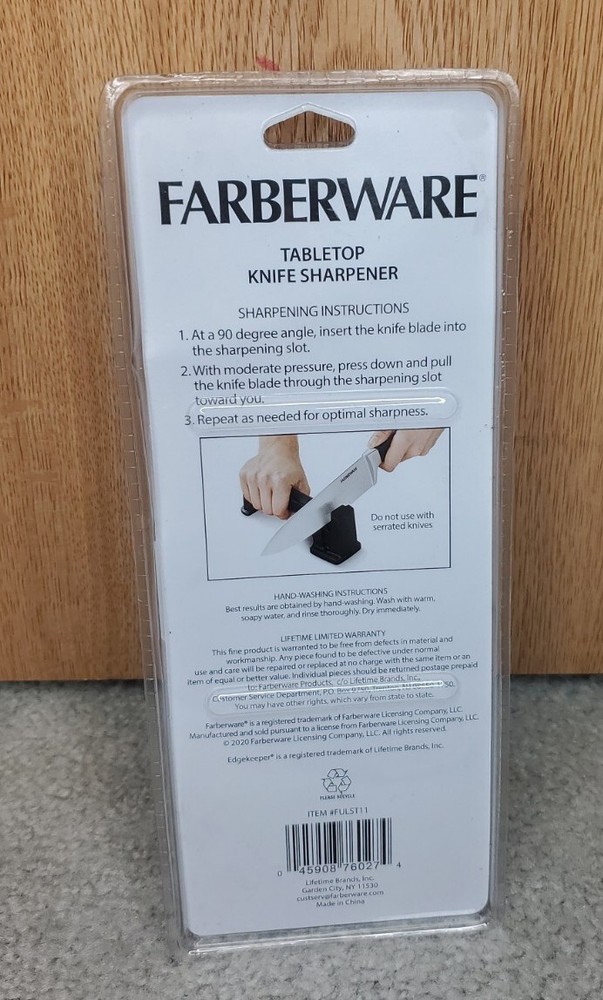 FARBERWARE®
TABLETOP
KNIFE SHARPENER
SHARPENING INSTRUCTIONS
1. At a 90 degree angle, insert the knife blade into
the sharpening slot.
2. With moderate pressure, press down and pull
the knife blade through the sharpening slot
toward you.
3. Repeat as needed for optimal sharpness.
FARBERWARE
Do not use with
serrated knives
HAND-WASHING INSTRUCTIONS
Best results are obtained by hand-washing. Wash with warm,
soapy water, and rinse thoroughly. Dry immediately.
LIFETIME LIMITED WARRANTY
This fine product is warranted to be free from defects in material and
workmanship. Any piece found to be defective under normal
use and care will be repaired or replaced at no charge with the same item or an
item of equal or better value. Individual pieces should be returned postage prepaid
to: Farberware Products, c/o Lifetime Brands, Inc.,
Customer Service Department, P.O. Box
You may have other rights, which vary from state to state.
Farberware® is a registered trademark of Farberware Licensing Company, LLC.
Manufactured and sold pursuant to a license from Farberware Licensing Company, LLC.
© 2020 Farberware Licensing Company, LLC. All rights reserved.
Edgekeeper® is a registered trademark of Lifetime Brands, Inc.
PLEASE RECYCLE
ITEM #FULST11
0 45908 76027 4
Lifetime Brands, Inc.
Garden City, NY 11530
custserv@farberware.com
Made in China